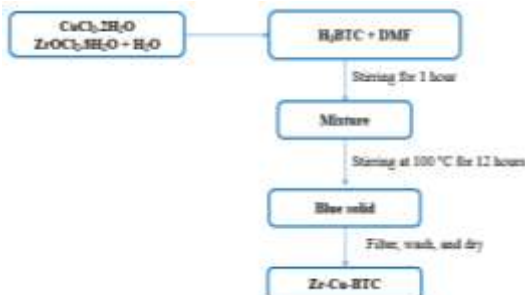 CuCl₂.2H₂O
ZrOCl₂.8H₂O + H₂O
H₃BTC + DMF
Stirring for 1 hour
Mixture
Stirring at 100 °C for 12 hours
Blue solid
Filter, wash, and dry
Zr-Cu-BTC